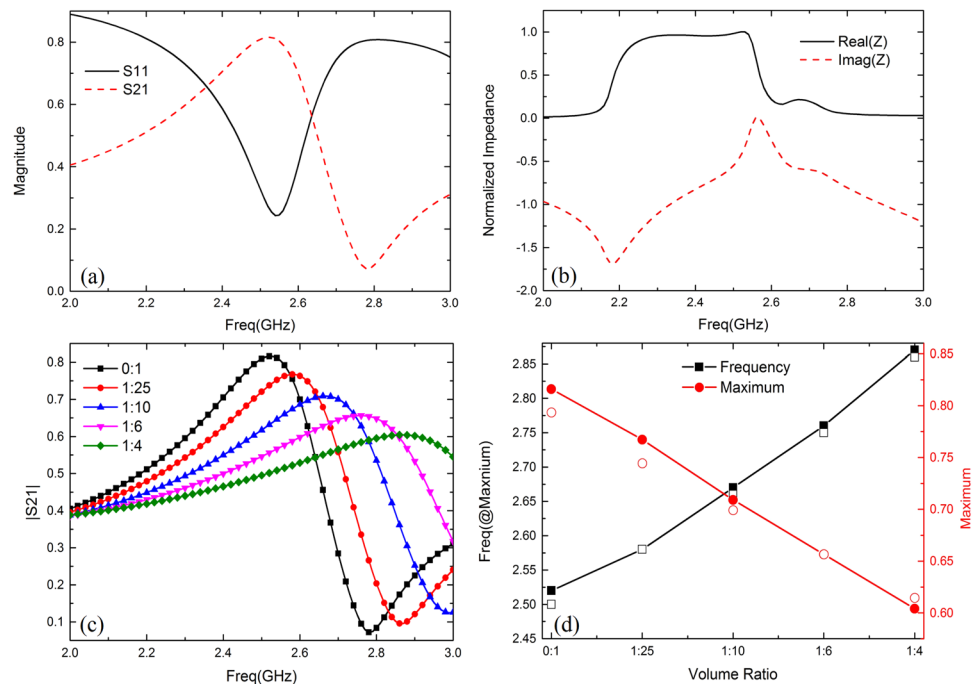 0.8
0.6
0.4
0.2
0.0
Magnitude
S11
S21
(a)
2.0 2.2 2.4 2.6 2.8 3.0
Freq(GHz)
1.0
0.5
0.0
-0.5
-1.0
-1.5
-2.0
Normalized Impedance
Real(Z)
Imag(Z)
(b)
2.0 2.2 2.4 2.6 2.8 3.0
Freq(GHz)
0.8
0.7
0.6
0.5
0.4
0.3
0.2
0.1
|S21|
0:1
1:25
1:10
1:6
1:4
(c)
2.0 2.2 2.4 2.6 2.8 3.0
Freq(GHz)
2.85
2.80
2.75
2.70
2.65
2.60
2.55
2.50
2.45
Freq(@Maxmium)
Frequency
Maximum
(d)
0.85
0.80
0.75
0.70
0.65
0.60
Maximum
0:1 1:25 1:10 1:6 1:4
Volume Ratio